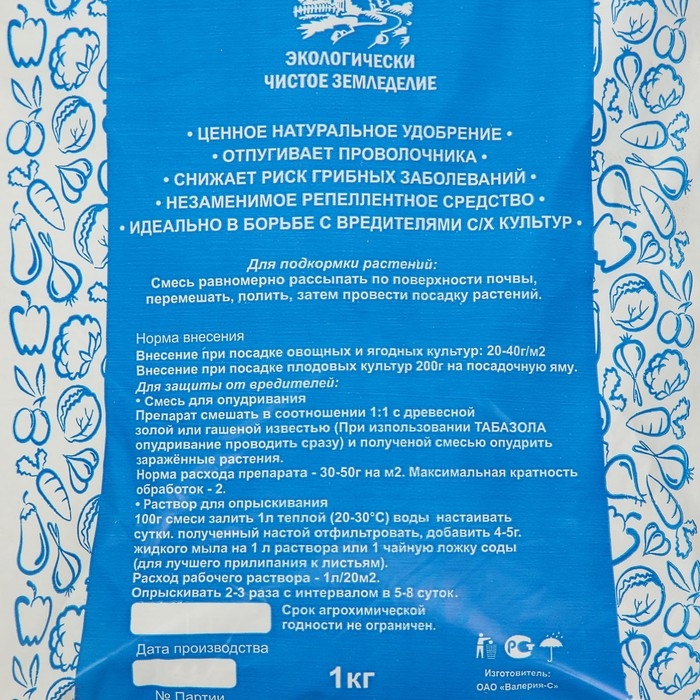 ЭКОЛОГИЧЕСКИ
ЧИСТОЕ ЗЕМЛЕДЕЛИЕ
• ЦЕННОЕ НАТУРАЛЬНОЕ УДОБРЕНИЕ •
• ОТПУГИВАЕТ ПРОВОЛОЧНИКА •
• СНИЖАЕТ РИСК ГРИБНЫХ ЗАБОЛЕВАНИЙ •
• НЕЗАМЕНИМОЕ РЕПЕЛЛЕНТНОЕ СРЕДСТВО •
• ИДЕАЛЬНО В БОРЬБЕ С ВРЕДИТЕЛЯМИ С/Х КУЛЬТУР •
Для подкормки растений:
Смесь равномерно рассыпать по поверхности почвы,
перемешать, полить, затем провести посадку растений.
Норма внесения
Внесение при посадке овощных и ягодных культур: 20-40г/м2
Внесение при посадке плодовых культур 200г на посадочную яму.
Для защиты от вредителей:
• Смесь для опудривания
Препарат смешать в соотношении 1:1 с древесной
золой или гашеной известью (При изпользовании ТАБАЗОЛА
опудривание проводить сразу) и полученой смесью опудрить
заражённые растения.
Норма расхода препарата - 30-50г на м2. Максимальная кратность
обработок - 2.
• Раствор для опрыскивания
100г смеси залить 1л теплой (20-30°С) воды настаивать
сутки. полученный настой отфильтровать, добавить 4-5г.
жидкого мыла на 1 л раствора или 1 чайную ложку соды
(для лучшего прилипания к листьям).
Расход рабочего раствора - 1л/20м2.
Опрыскивать 2-3 раза с интервалом в 5-8 суток.
Срок агрохимической
годности не ограничен.
Дата производства
1кг
РС
Изготовитель:
ОАО «Валерия-С»
№ Партии